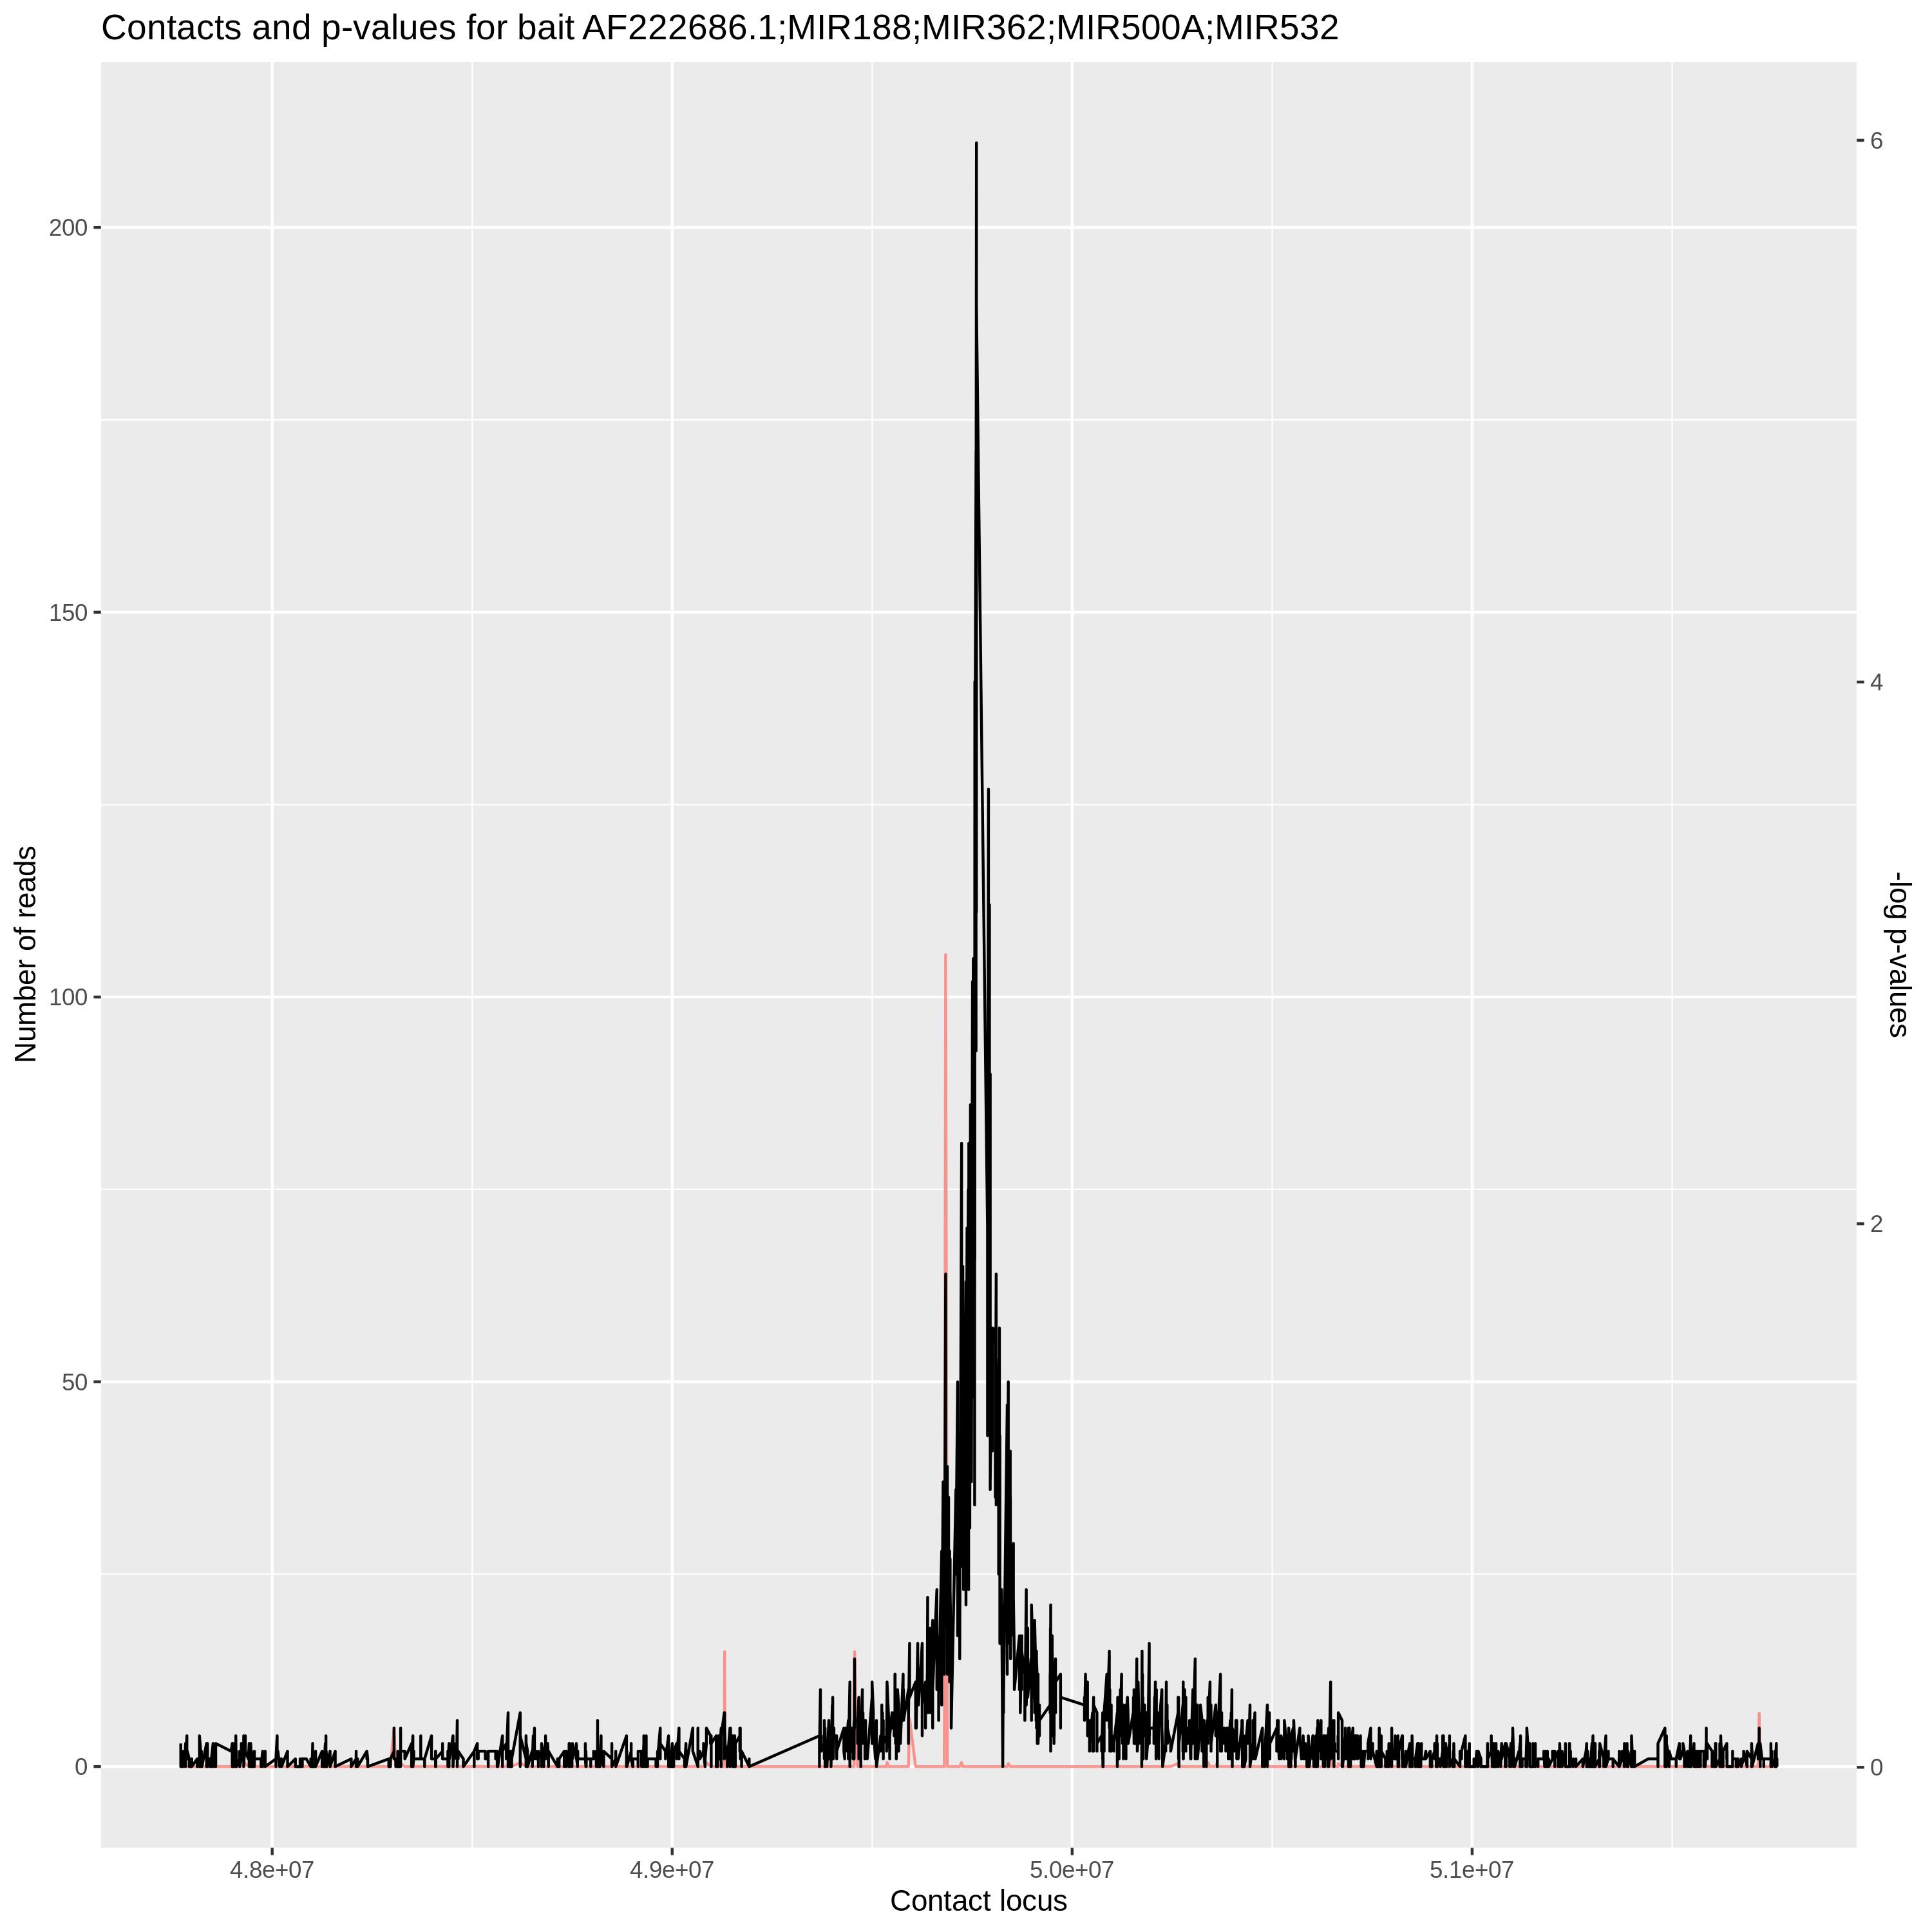 Contacts and p-values for bait AF222686.1;MIR188;MIR362;MIR500A;MIR532
200
150
100
50
0
Number of reads
6
4
2
0
-log p-values
4.8e+07
4.9e+07
5.0e+07
5.1e+07
Contact locus